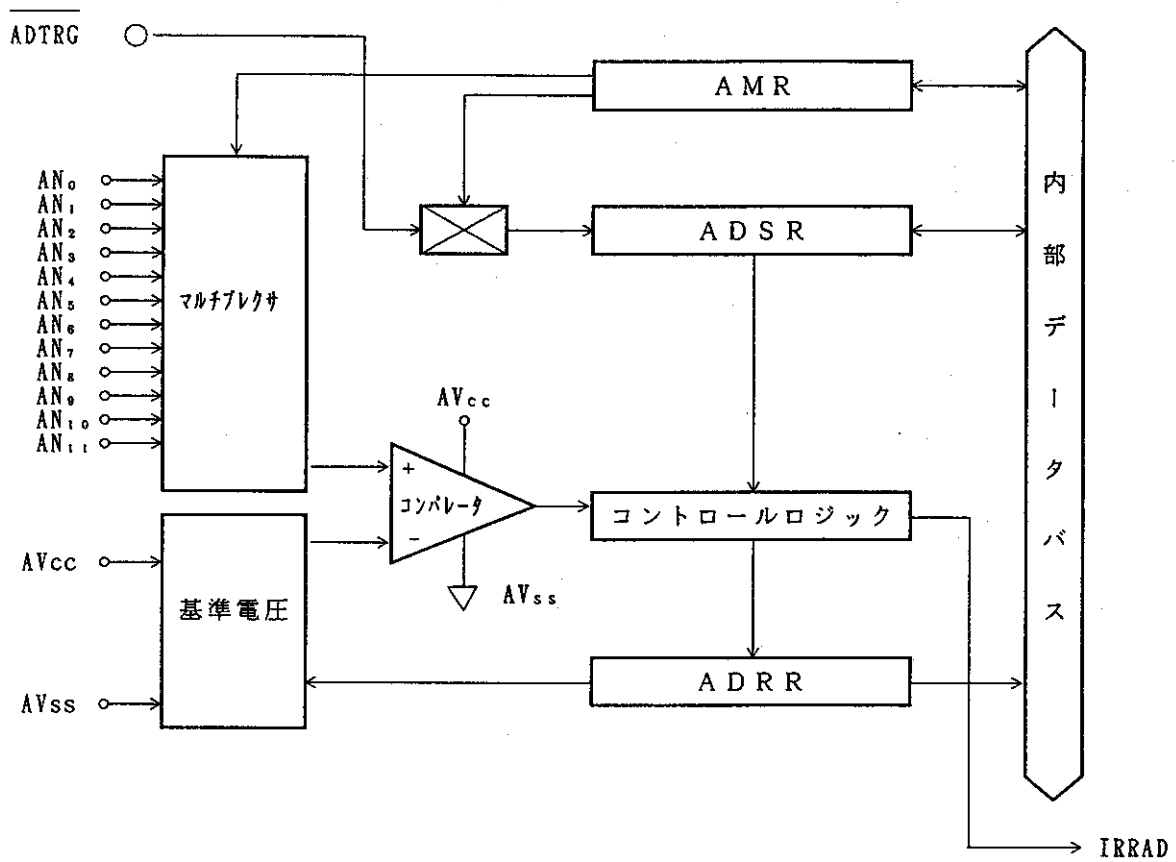 ADTRG
AMR
AN₀
AN₁
AN₂
AN₃
AN₄
AN₅
AN₆
AN₇
AN₈
AN₉
AN₁₀
AN₁₁
マルチプレクサ
ADSR
内部データバス
AVcc
+
コンパレータ
-
AVss
コントロールロジック
AVcc
基準電圧
AVss
ADRR
IRRAD